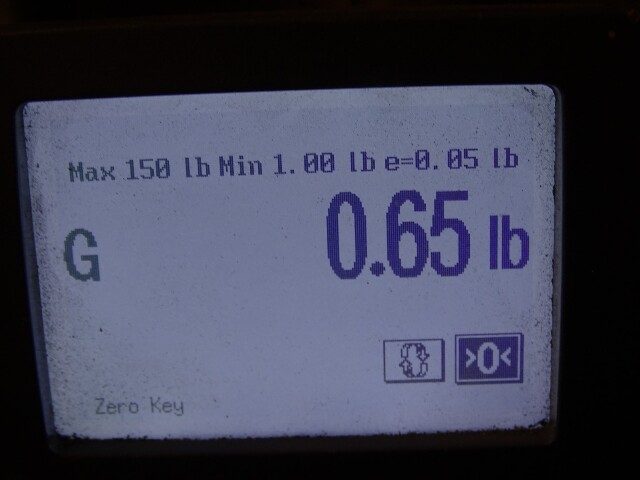 Max 150 lb Min 1.00 lb e=0.05 lb
G 0.65 lb
>0<
Zero Key